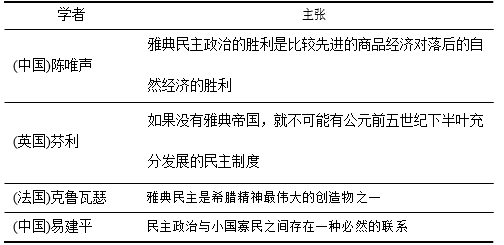 学者 主张
雅典民主政治的胜利是比较先进的商品经济对落后的自
(中国)陈唯声
然经济的胜利
如果没有雅典帝国，就不可能有公元前五世纪下半叶充
(英国)芬利
分发展的民主制度
(法国)克鲁瓦瑟 雅典民主是希腊精神最伟大的创造物之一
(中国)易建平 民主政治与小国寡民之间存在一种必然的联系